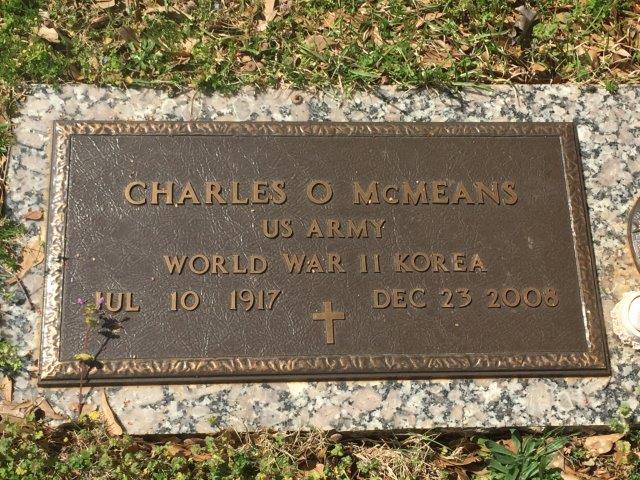 CHARLES O McMEANS
US ARMY
WORLD WAR II KOREA
JUL 10 1917 DEC 23 2008